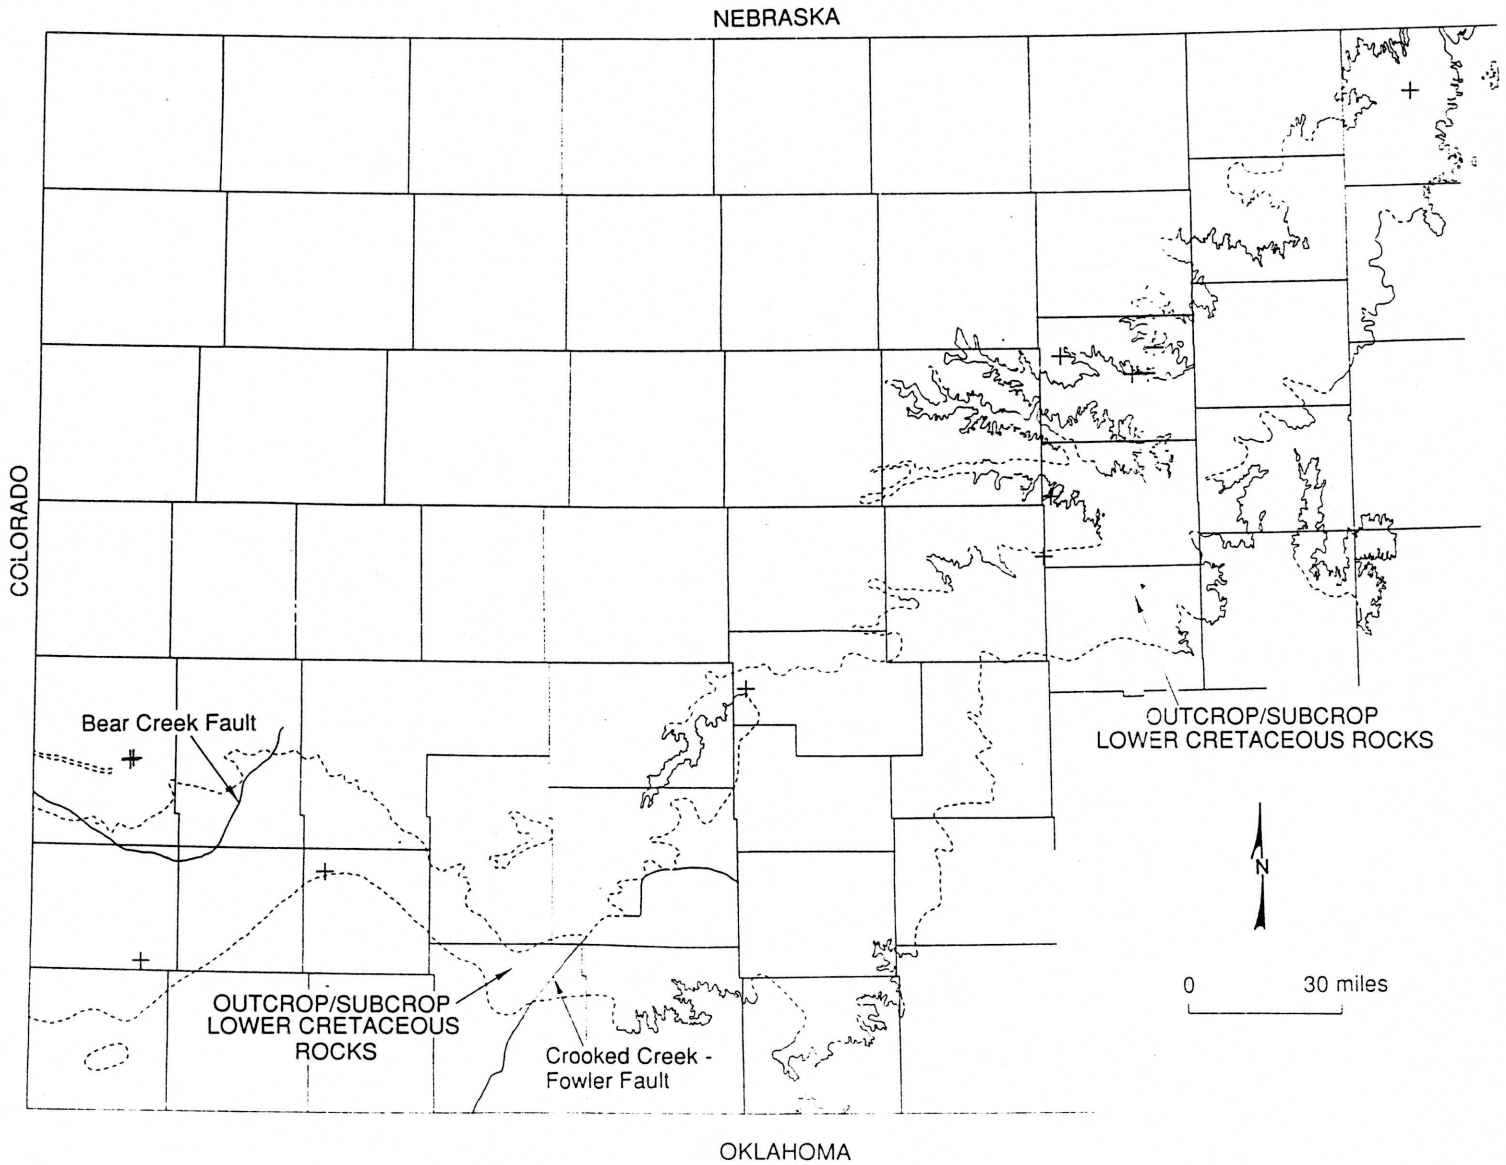 NEBRASKA
COLORADO
Bear Creek Fault
OUTCROP/SUBCROP
LOWER CRETACEOUS ROCKS
N
0 30 miles
OUTCROP/SUBCROP
LOWER CRETACEOUS
ROCKS
Crooked Creek -
Fowler Fault
OKLAHOMA